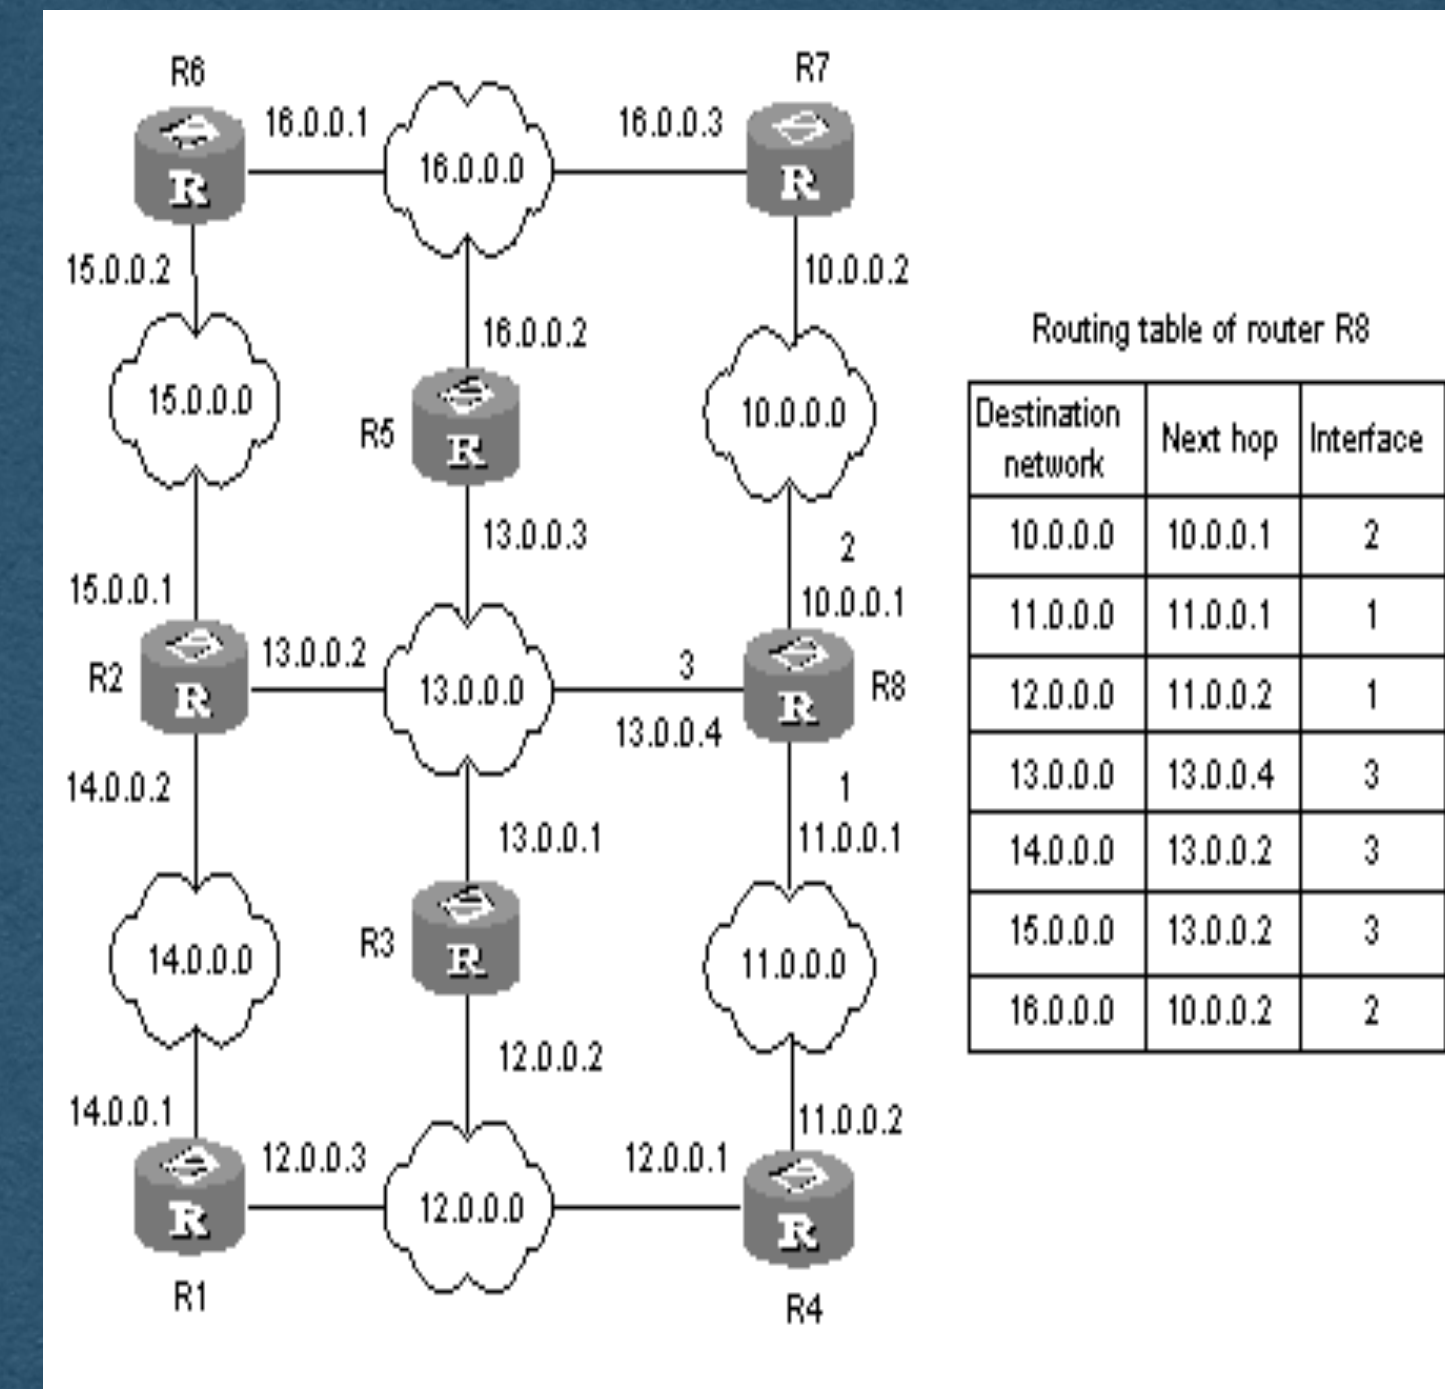 R6
R7
16.0.0.1
16.0.0.3
16.0.0.0
R
R
15.0.0.2
10.0.0.2
16.0.0.2
15.0.0.0
10.0.0.0
R5
R
13.0.0.3
2
15.0.0.1
10.0.0.1
R2
13.0.0.2
3
R
13.0.0.0
R
R8
13.0.0.4
14.0.0.2
1
13.0.0.1
11.0.0.1
R3
R
14.0.0.0
11.0.0.0
12.0.0.2
14.0.0.1
11.0.0.2
12.0.0.3
12.0.0.1
R
12.0.0.0
R
R1
R4
Routing table of router R8
Destination network Next hop Interface
10.0.0.0 10.0.0.1 2
11.0.0.0 11.0.0.1 1
12.0.0.0 11.0.0.2 1
13.0.0.0 13.0.0.4 3
14.0.0.0 13.0.0.2 3
15.0.0.0 13.0.0.2 3
16.0.0.0 10.0.0.2 2